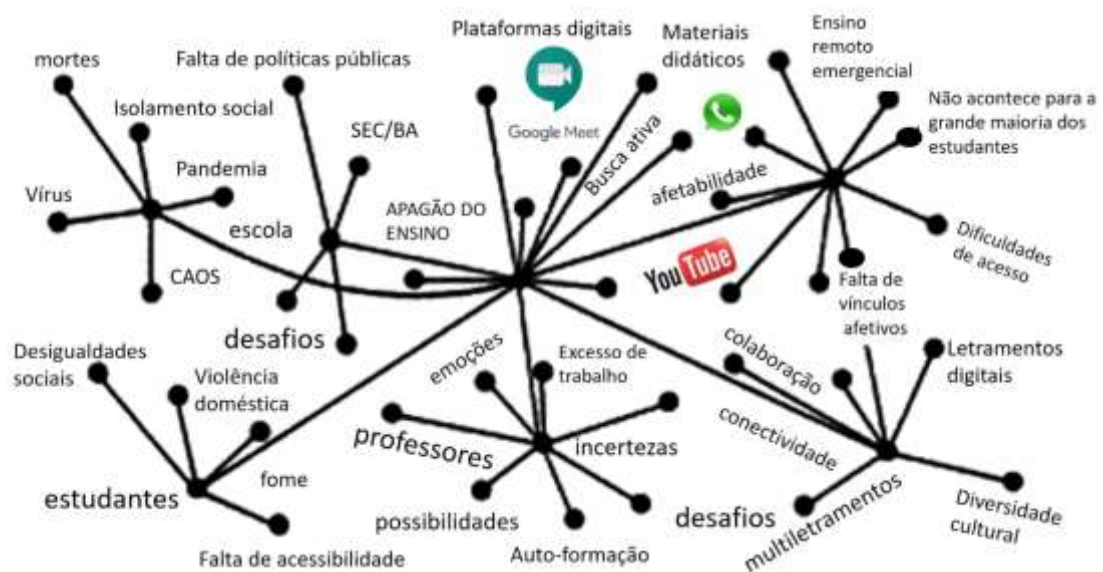 Plataformas digitais
Materiais
didáticos
Ensino
remoto
emergencial
mortes
Falta de políticas públicas
Isolamento social
Google Meet
Não acontece para a
grande maioria dos
estudantes
SEC/BA
Busca ativa
Pandemia
afetabilidade
Vírus
escola
APAGÃO DO
ENSINO
Dificuldades
de acesso
YouTube
CAOS
Falta de
vínculos
afetivos
desafios
emoções
Excesso de
trabalho
colaboração
Letramentos
digitais
Desigualdades
sociais
Violência
doméstica
professores
incertezas
conectividade
fome
estudantes
possibilidades
desafios
multiletramentos
Diversidade
cultural
Falta de acessibilidade
Auto-formação